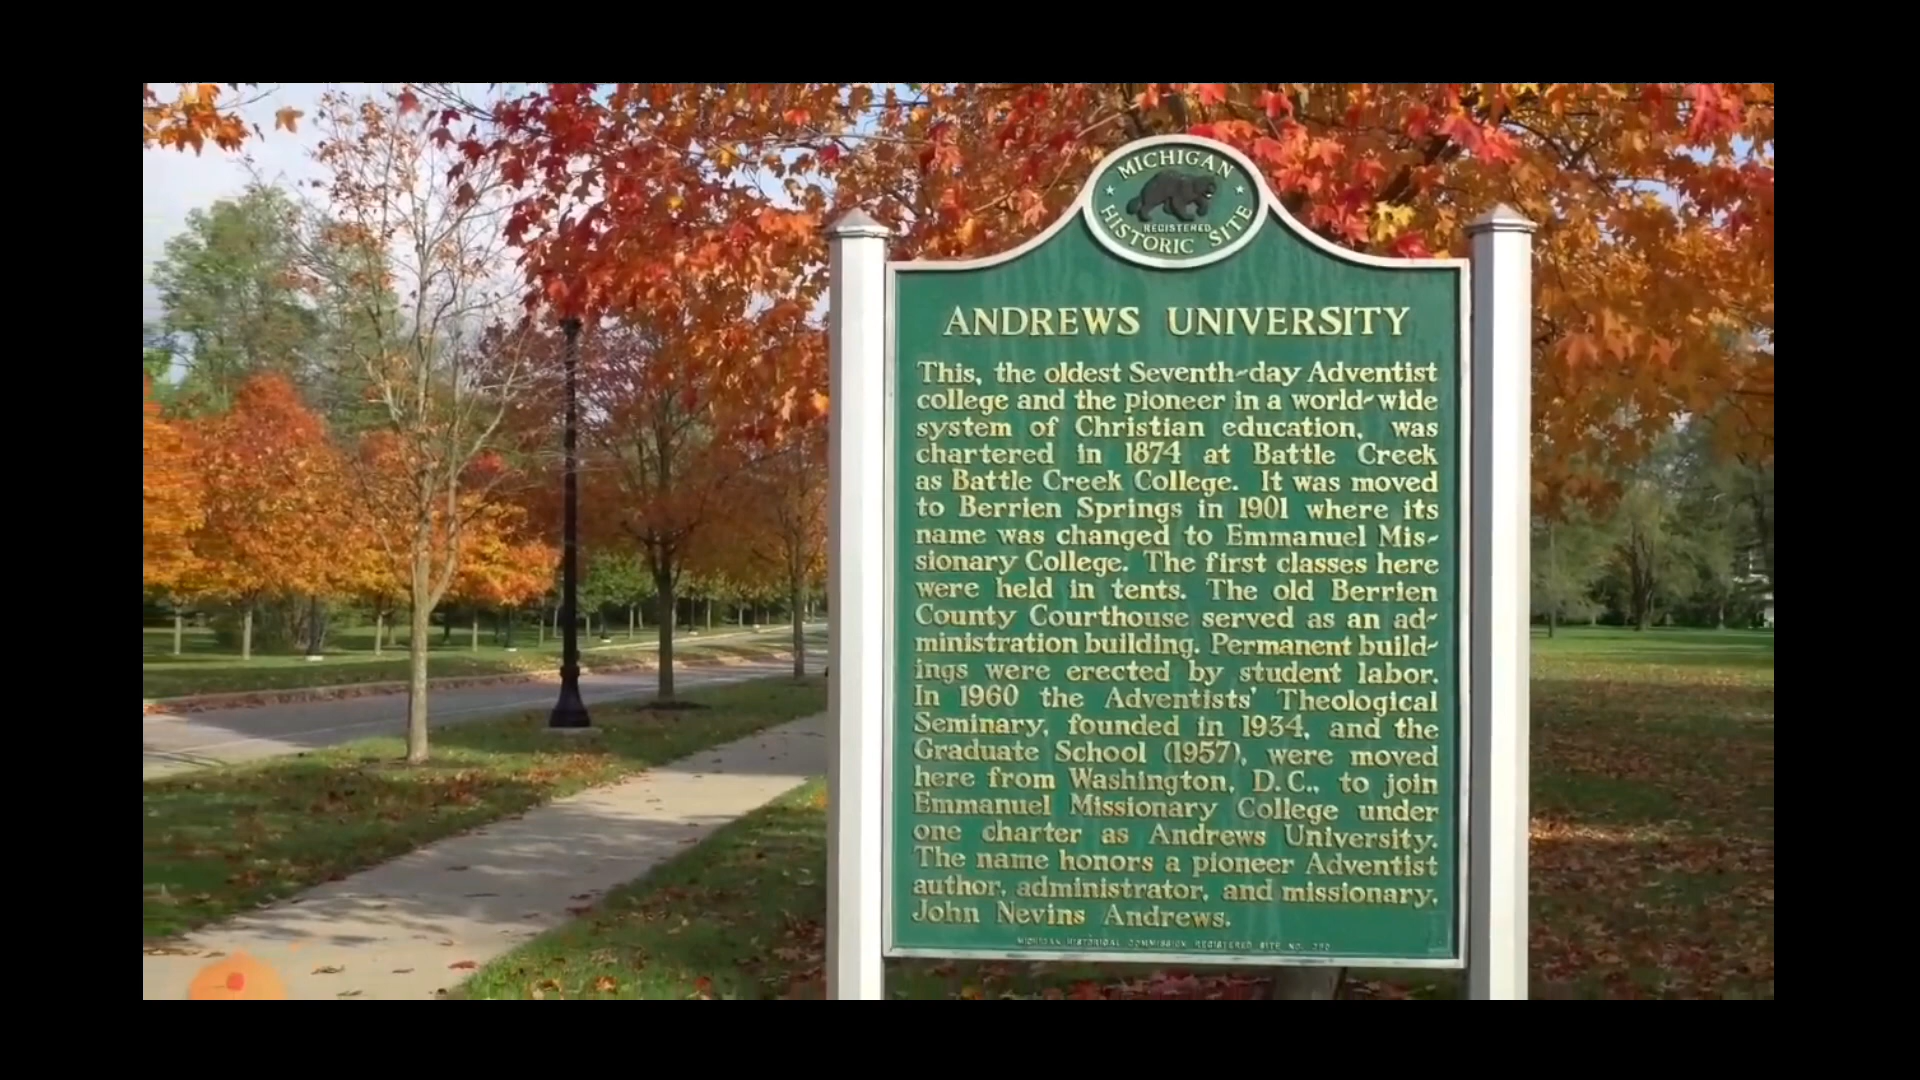 MICHIGAN
REGISTERED
HISTORIC SITE
ANDREWS UNIVERSITY
This, the oldest Seventh-day Adventist
college and the pioneer in a world-wide
system of Christian education, was
chartered in 1874 at Battle Creek
as Battle Creek College. It was moved
to Berrien Springs in 1901 where its
name was changed to Emmanuel Mis-
sionary College. The first classes here
were held in tents. The old Berrien
County Courthouse served as an ad-
ministration building. Permanent build-
ings were erected by student labor.
In 1960 the Adventists' Theological
Seminary, founded in 1934, and the
Graduate School (1957), were moved
here from Washington, D.C., to join
Emmanuel Missionary College under
one charter as Andrews University.
The name honors a pioneer Adventist
author, administrator, and missionary,
John Nevins Andrews.
MICHIGAN HISTORICAL COMMISSION REGISTERED SITE NO.